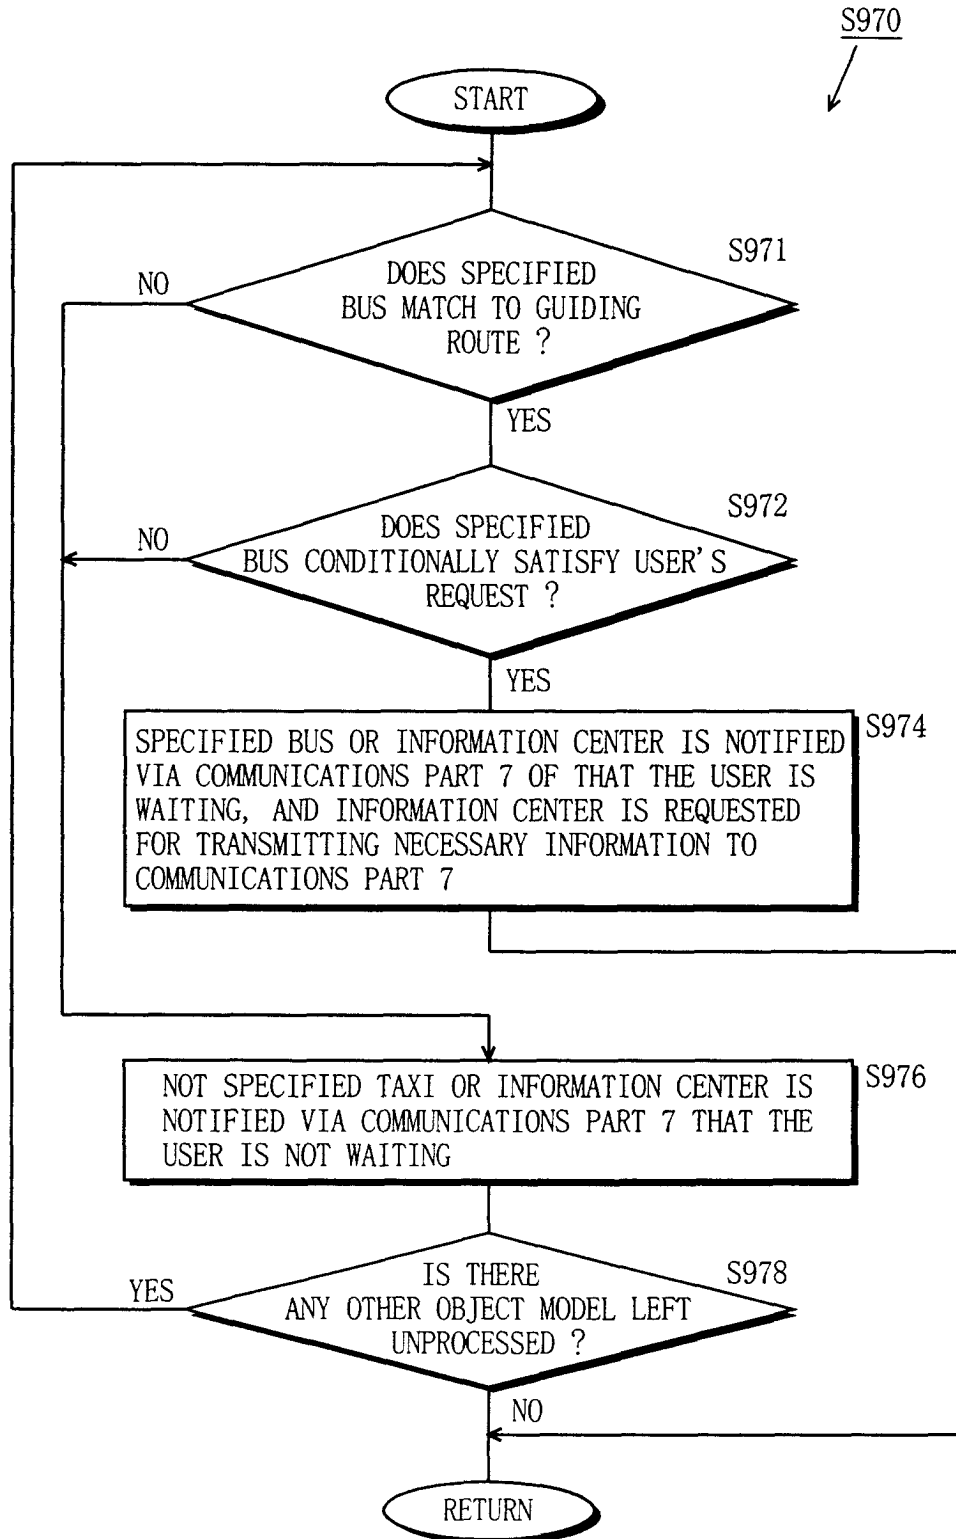 S970
START
S971
NO
DOES SPECIFIED
BUS MATCH TO GUIDING
ROUTE ?
YES
S972
NO
DOES SPECIFIED
BUS CONDITIONALLY SATISFY USER'S
REQUEST ?
YES
S974
SPECIFIED BUS OR INFORMATION CENTER IS NOTIFIED
VIA COMMUNICATIONS PART 7 OF THAT THE USER IS
WAITING, AND INFORMATION CENTER IS REQUESTED
FOR TRANSMITTING NECESSARY INFORMATION TO
COMMUNICATIONS PART 7
S976
NOT SPECIFIED TAXI OR INFORMATION CENTER IS
NOTIFIED VIA COMMUNICATIONS PART 7 THAT THE
USER IS NOT WAITING
S978
YES
IS THERE
ANY OTHER OBJECT MODEL LEFT
UNPROCESSED ?
NO
RETURN